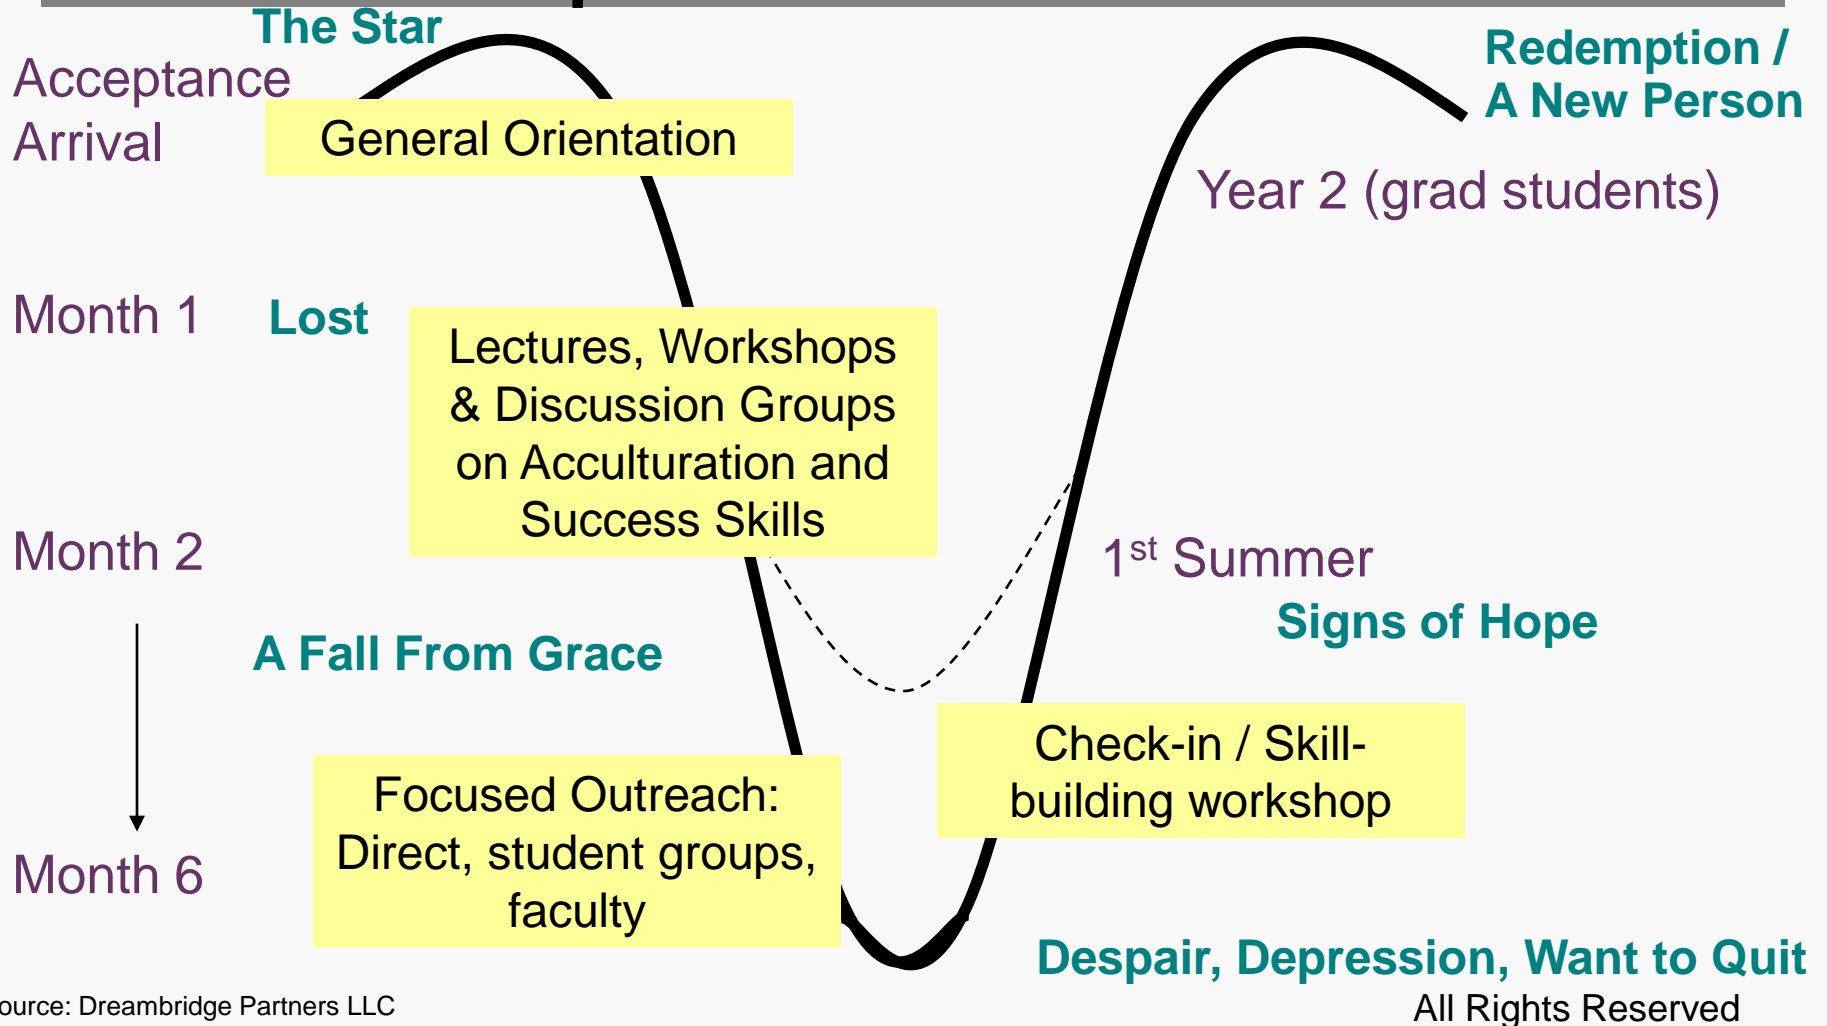 The Star
Acceptance
Arrival
General Orientation
Redemption /
A New Person
Year 2 (grad students)
Month 1
Lost
Lectures, Workshops
& Discussion Groups
on Acculturation and
Success Skills
Month 2
1st Summer
Signs of Hope
A Fall From Grace
Check-in / Skill-
building workshop
Focused Outreach:
Direct, student groups,
faculty
Month 6
Despair, Depression, Want to Quit
ource: Dreambridge Partners LLC
All Rights Reserved